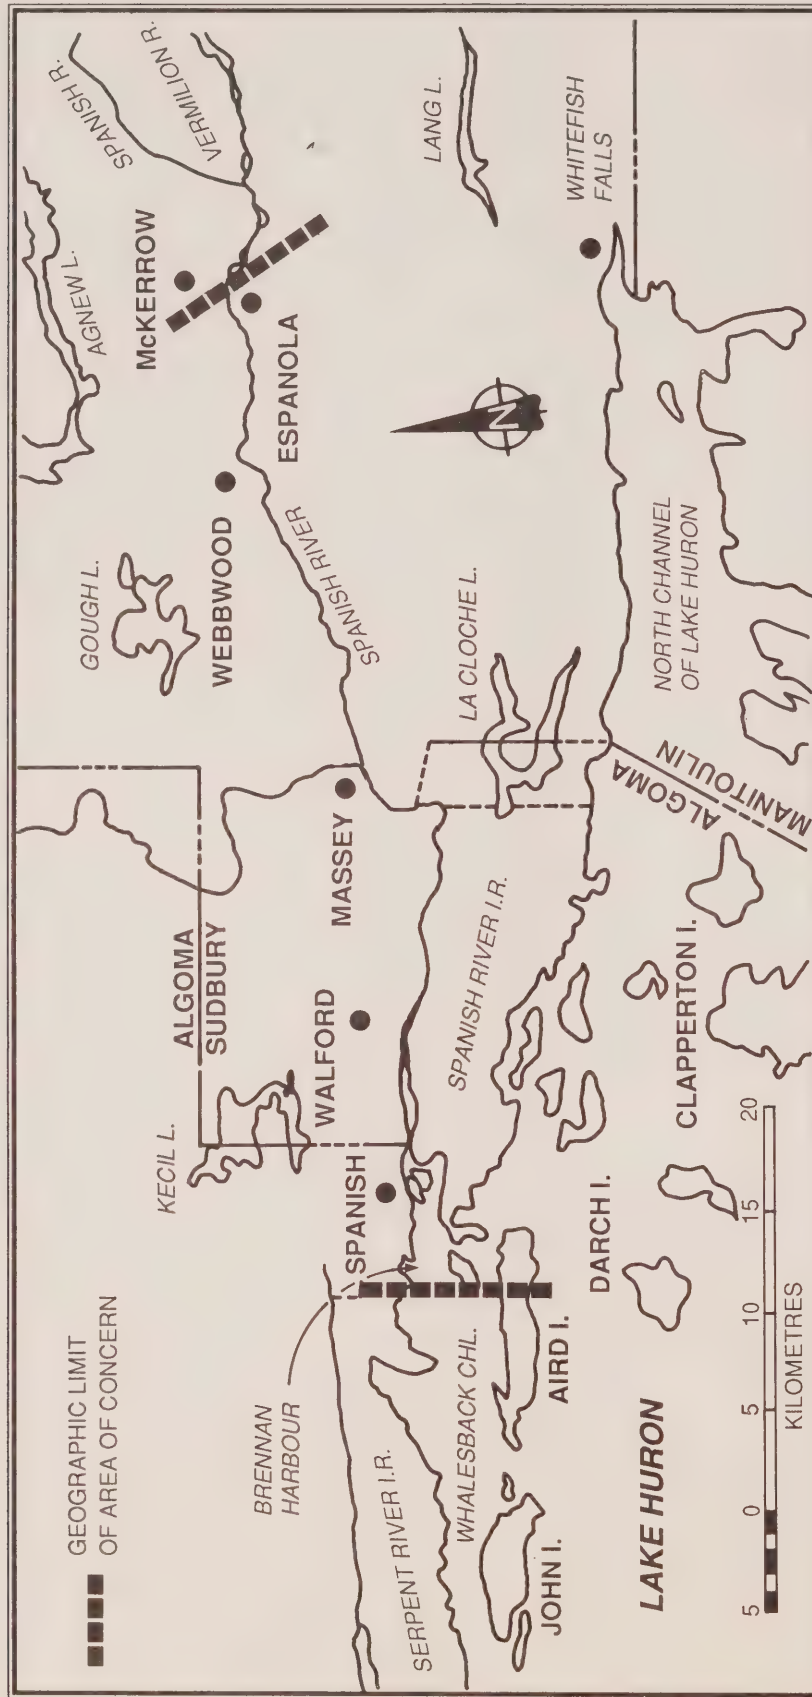 GEOGRAPHIC LIMIT
OF AREA OF CONCERN
KECIL L.
ALGOMA
SUDBURY
GOUGH L.
AGNEW L.
SPANISH R.
VERMILION R.
McKERROW
WEBBWOOD
ESPANOLA
BRENNAN
HARBOUR
SPANISH
WALFORD
MASSEY
SPANISH RIVER
SERPENT RIVER I.R.
WHALESBACK CHL.
SPANISH RIVER I.R.
LA CLOCHE L.
N
LANG L.
WHITEFISH
FALLS
JOHN I.
AIRD I.
DARCH I.
CLAPPERTON I.
ALGOMA
MANITOULIN
NORTH CHANNEL
OF LAKE HURON
LAKE HURON
5 0 5 10 15 20
KILOMETRES